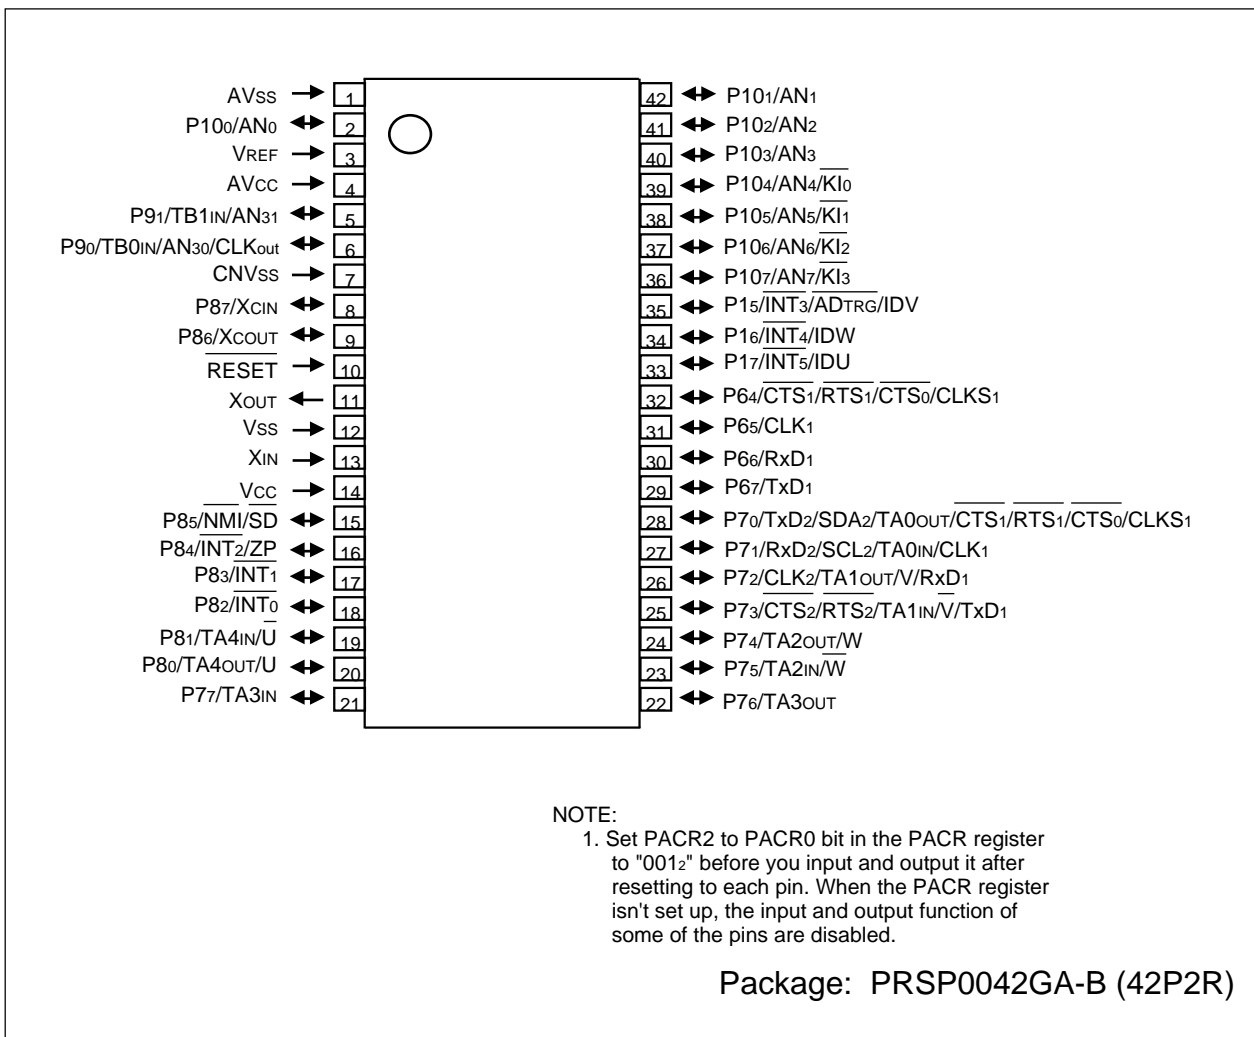 AVss 1 42 P101/AN1
P100/AN0 2 41 P102/AN2
VREF 3 40 P103/AN3
AVcc 4 39 P104/AN4/KI0
P91/TB1IN/AN31 5 38 P105/AN5/KI1
P90/TB0IN/AN30/CLKout 6 37 P106/AN6/KI2
CNVss 7 36 P107/AN7/KI3
P87/XCIN 8 35 P15/INT3/ADTRG/IDV
P86/XCOUT 9 34 P16/INT4/IDW
RESET 10 33 P17/INT5/IDU
XOUT 11 32 P64/CTS1/RTS1/CTS0/CLKS1
Vss 12 31 P65/CLK1
XIN 13 30 P66/RxD1
Vcc 14 29 P67/TxD1
P85/NMI/SD 15 28 P70/TxD2/SDA2/TA0OUT/CTS1/RTS1/CTS0/CLKS1
P84/INT2/ZP 16 27 P71/RxD2/SCL2/TA0IN/CLK1
P83/INT1 17 26 P72/CLK2/TA1OUT/V/RxD1
P82/INT0 18 25 P73/CTS2/RTS2/TA1IN/V/TxD1
P81/TA4IN/U 19 24 P74/TA2OUT/W
P80/TA4OUT/U 20 23 P75/TA2IN/W
P77/TA3IN 21 22 P76/TA3OUT
NOTE:
1. Set PACR2 to PACR0 bit in the PACR register
to "0012" before you input and output it after
resetting to each pin. When the PACR register
isn't set up, the input and output function of
some of the pins are disabled.
Package: PRSP0042GA-B (42P2R)